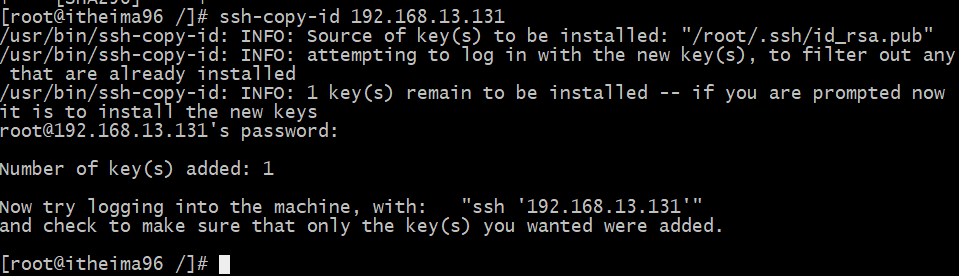 [root@itheima96 /]# ssh-copy-id 192.168.13.131
/usr/bin/ssh-copy-id: INFO: Source of key(s) to be installed: "/root/.ssh/id_rsa.pub"
/usr/bin/ssh-copy-id: INFO: attempting to log in with the new key(s), to filter out any
 that are already installed
/usr/bin/ssh-copy-id: INFO: 1 key(s) remain to be installed -- if you are prompted now
it is to install the new keys
root@192.168.13.131's password:
Number of key(s) added: 1
Now try logging into the machine, with:   "ssh '192.168.13.131'"
and check to make sure that only the key(s) you wanted were added.
[root@itheima96 /]#